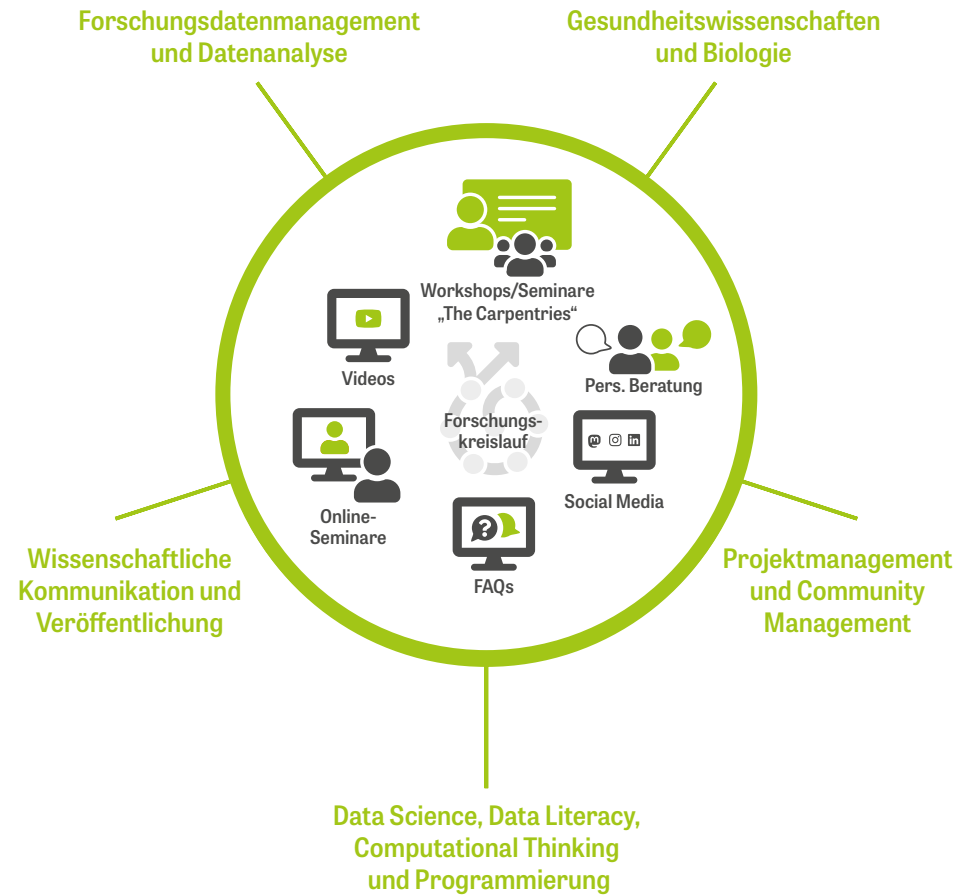 Forschungsdatenmanagement
und Datenanalyse
Gesundheitswissenschaften
und Biologie
Workshops/Seminare
„The Carpentries“
Videos
Pers. Beratung
Forschungs-
kreislauf
Online-
Seminare
?
FAQs
Social Media
Wissenschaftliche
Kommunikation und
Veröffentlichung
Projektmanagement
und Community
Management
Data Science, Data Literacy,
Computational Thinking
und Programmierung